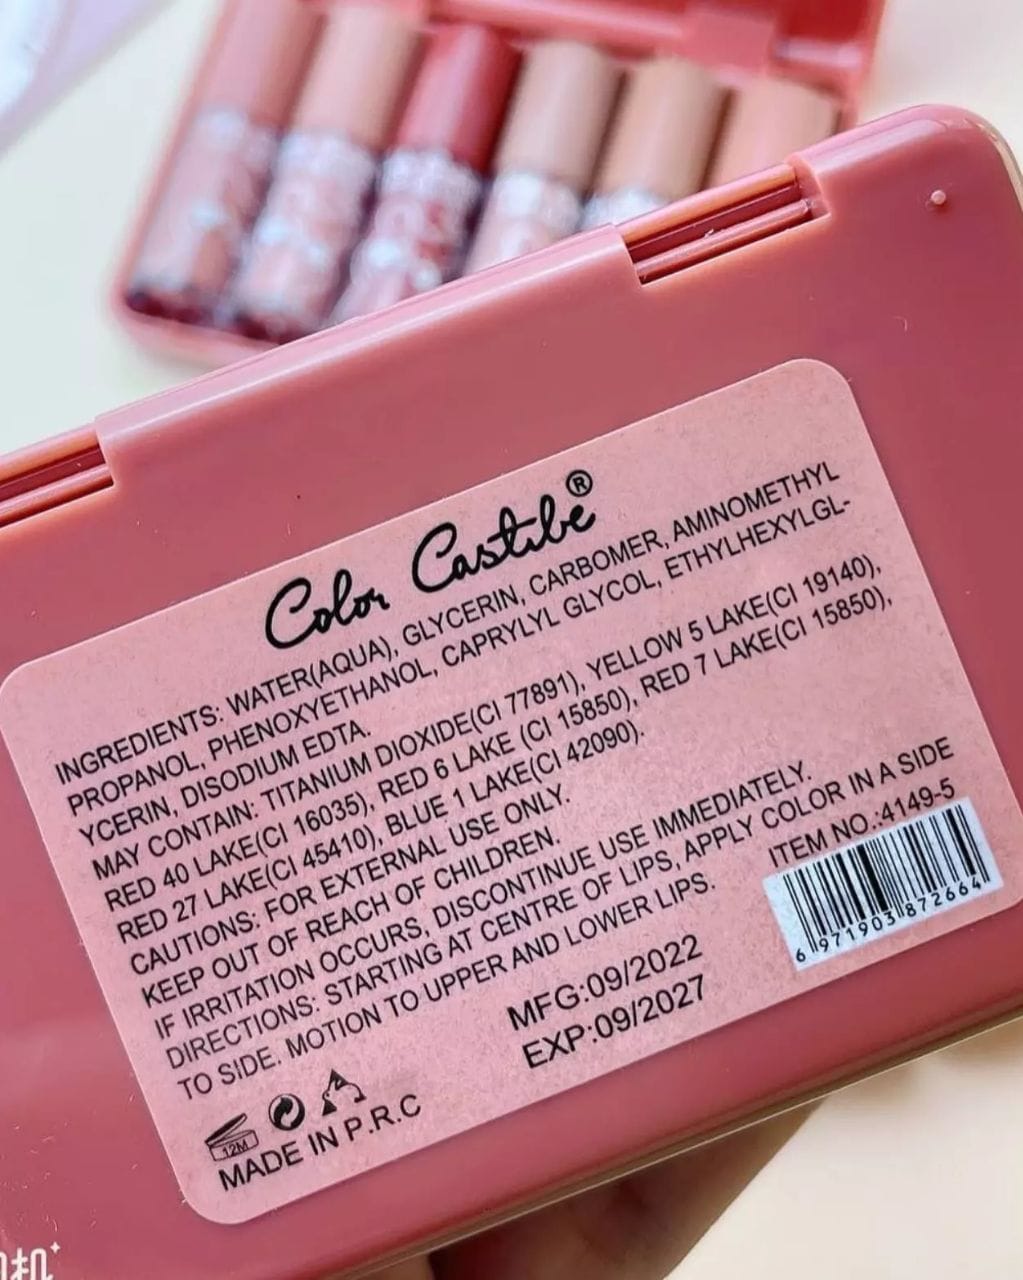 Color Castibe®
INGREDIENTS: WATER(AQUA), GLYCERIN, CARBOMER, AMINOMETHYL
PROPANOL, PHENOXYETHANOL, CAPRYLYL GLYCOL, ETHYLHEXYLGL-
YCERIN, DISODIUM EDTA.
MAY CONTAIN: TITANIUM DIOXIDE(CI 77891), YELLOW 5 LAKE(CI 19140),
RED 40 LAKE(CI 16035), RED 6 LAKE (CI 15850), RED 7 LAKE(CI 15850),
RED 27 LAKE(CI 45410), BLUE 1 LAKE(CI 42090).
CAUTIONS: FOR EXTERNAL USE ONLY.
KEEP OUT OF REACH OF CHILDREN.
IF IRRITATION OCCURS, DISCONTINUE USE IMMEDIATELY.
DIRECTIONS: STARTING AT CENTRE OF LIPS, APPLY COLOR IN A SIDE
TO SIDE. MOTION TO UPPER AND LOWER LIPS.
ITEM NO.:4149-5
6 971903 872664
MFG:09/2022
EXP:09/2027
12M
MADE IN P.R.C
机